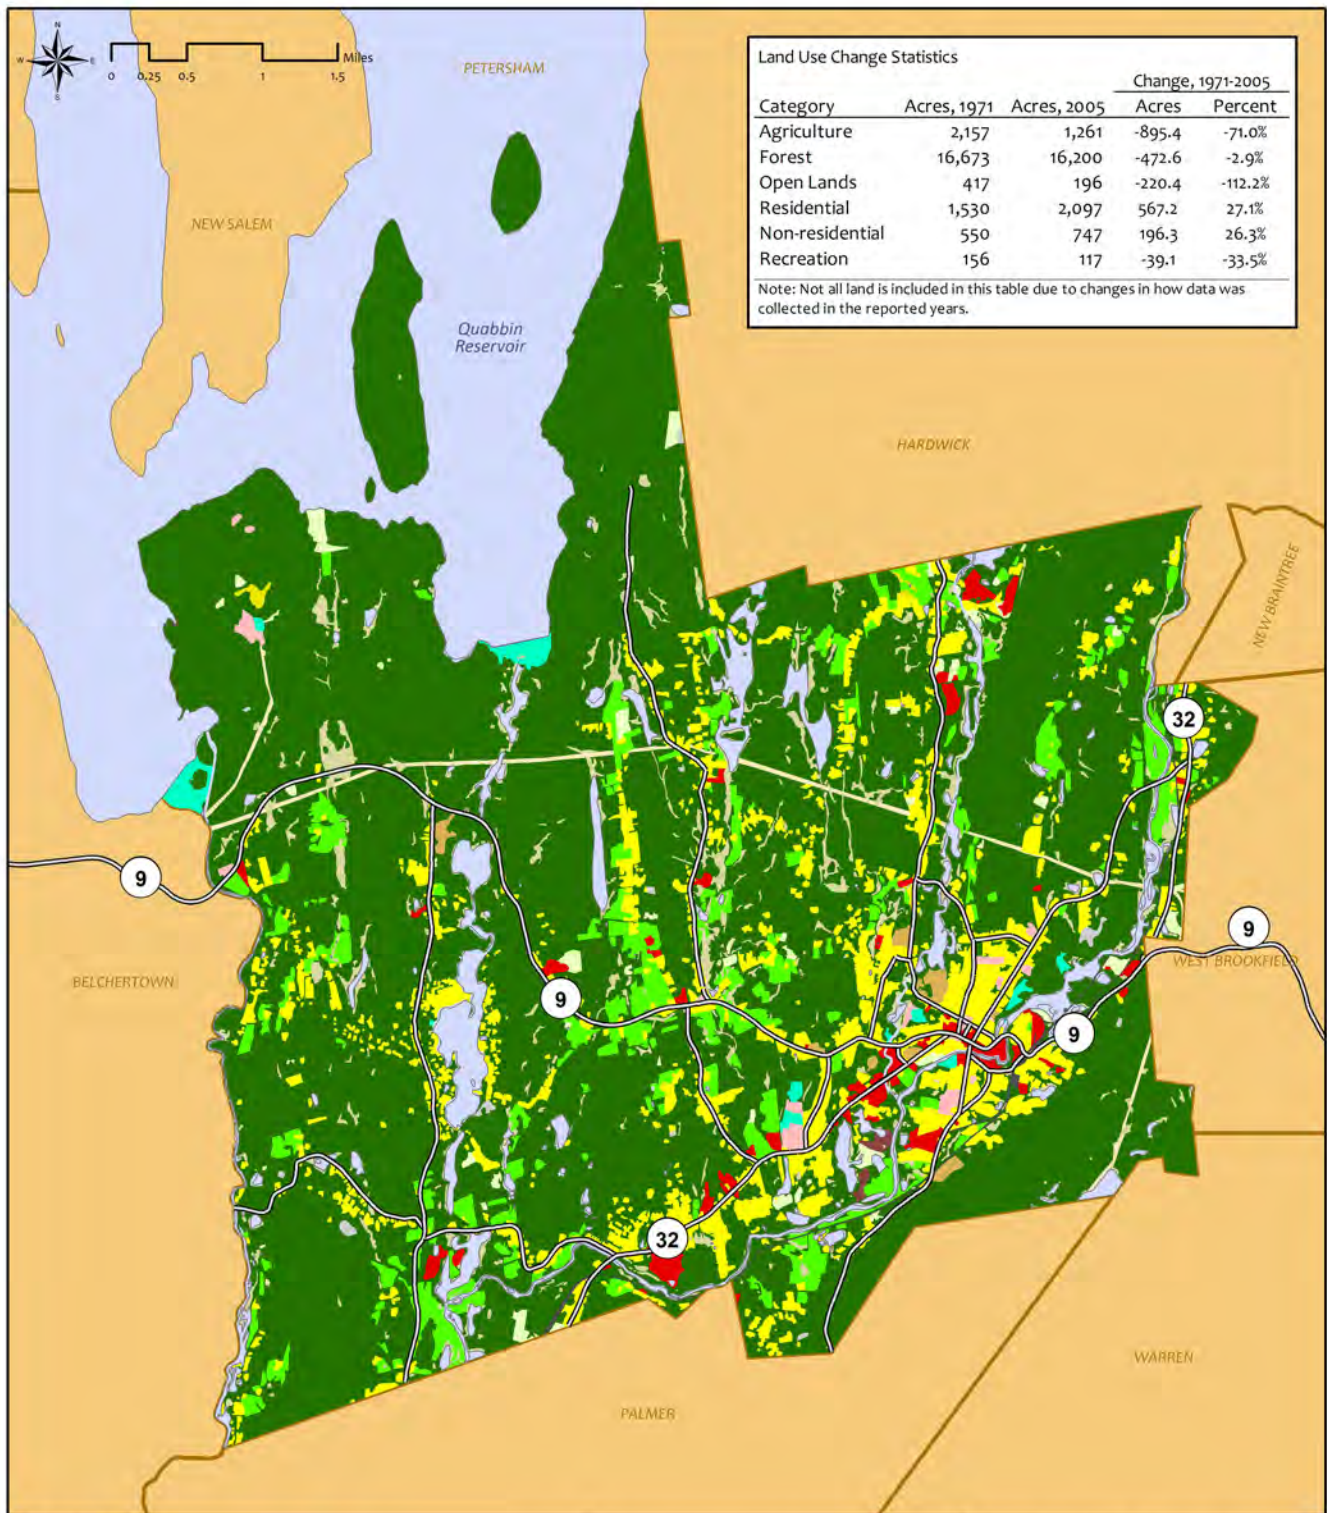 N
W E
S
0 0.25 0.5 1 1.5
Miles
PETERSHAM
Land Use Change Statistics
Change, 1971-2005
Category Acres, 1971 Acres, 2005 Acres Percent
Agriculture 2,157 1,261 -895.4 -71.0%
Forest 16,673 16,200 -472.6 -2.9%
Open Lands 417 196 -220.4 -112.2%
Residential 1,530 2,097 567.2 27.1%
Non-residential 550 747 196.3 26.3%
Recreation 156 117 -39.1 -33.5%
Note: Not all land is included in this table due to changes in how data was
collected in the reported years.
NEW SALEM
Quabbin
Reservoir
HARDWICK
NEW BRAINTREE
32
9
9
WEST BROOKFIELD
BELCHERTOWN
9
9
32
WARREN
PALMER